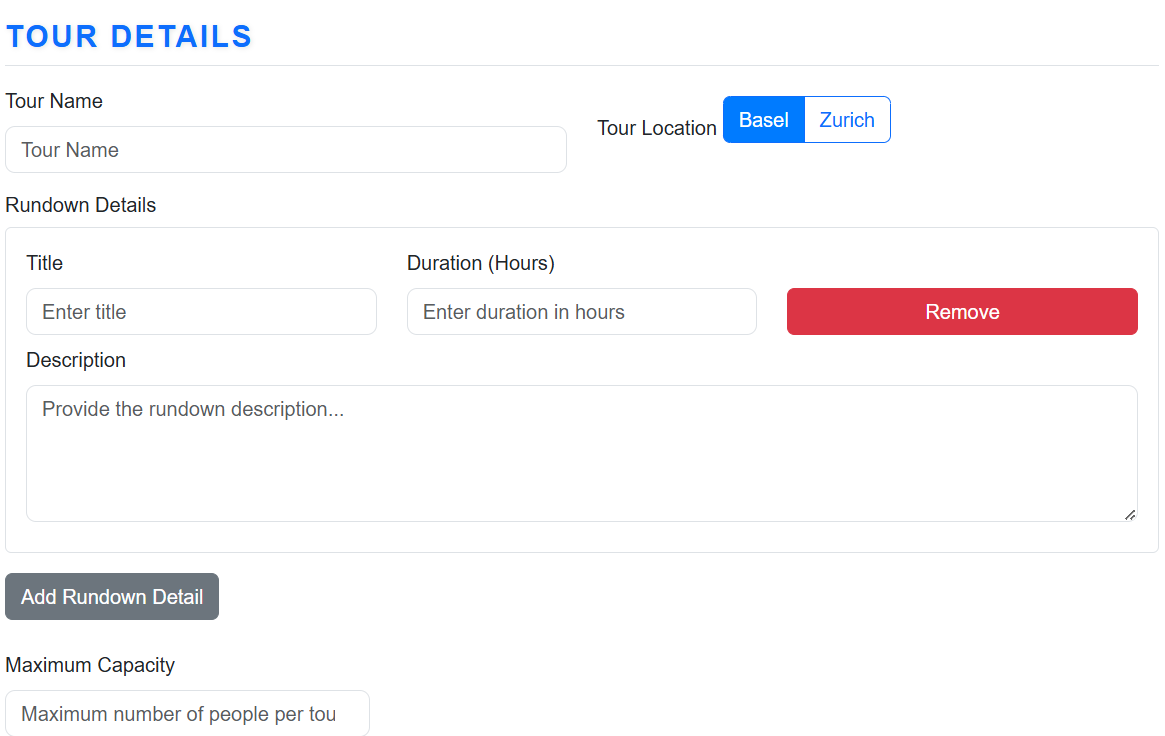 TOUR DETAILS
Tour Name
Tour Name
Tour Location Basel Zurich
Rundown Details
Title Duration (Hours)
Enter title Enter duration in hours Remove
Description
Provide the rundown description...
Add Rundown Detail
Maximum Capacity
Maximum number of people per tou